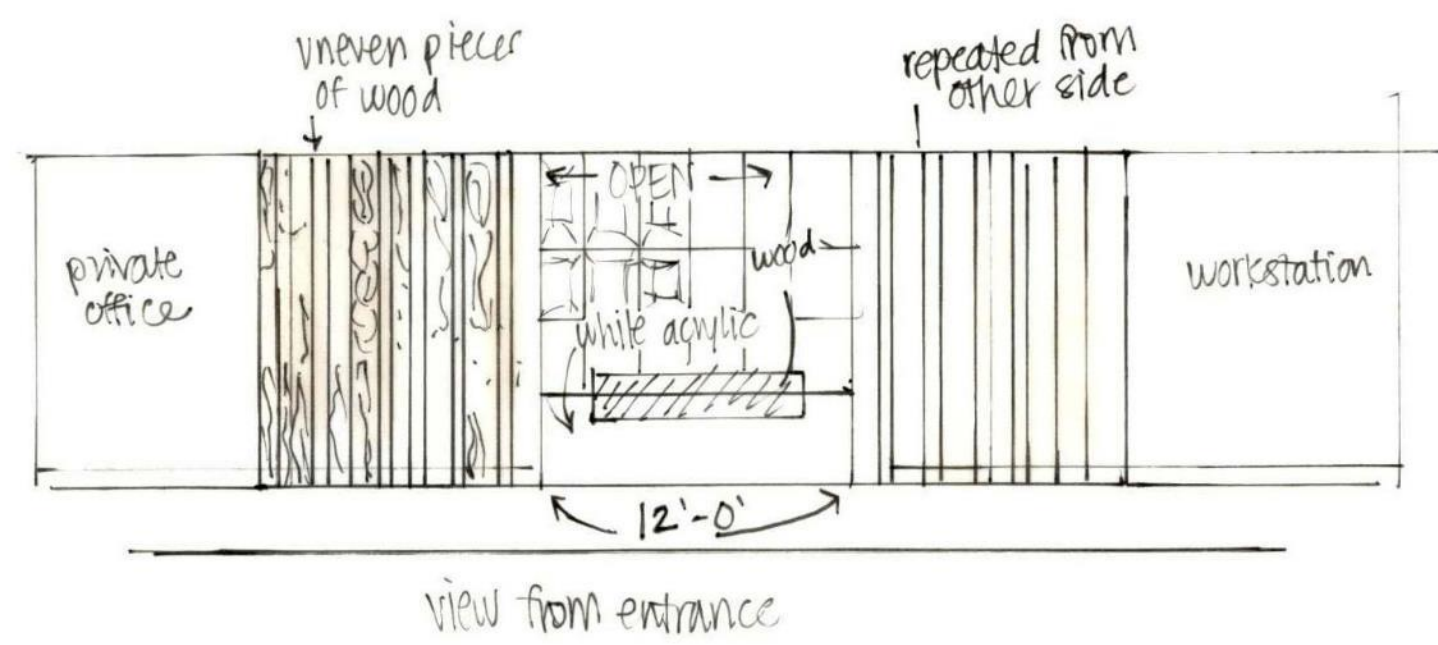 uneven pieces
of wood
repeated from
other side
OPEN
private
office
wood
workstation
white acrylic
12'-0'
view from entrance